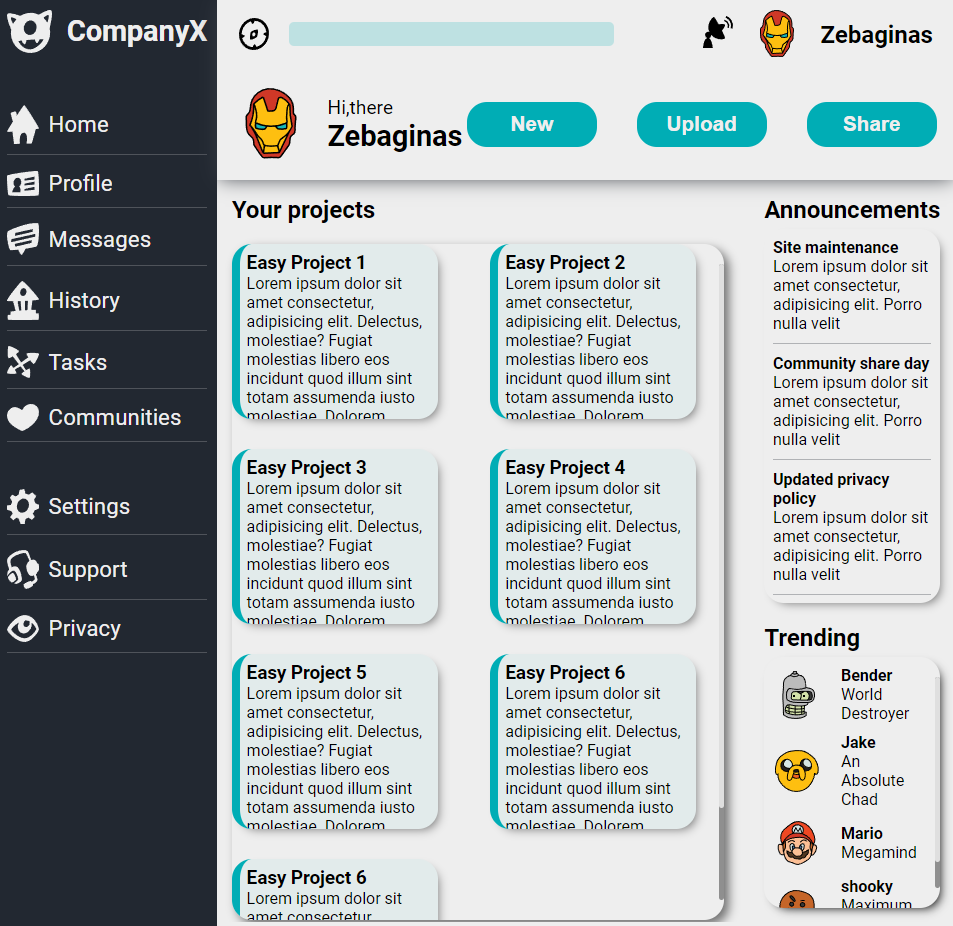 CompanyX
Home
Profile
Messages
History
Tasks
Communities
Settings
Support
Privacy
Zebaginas
Hi,there
Zebaginas
New
Upload
Share
Your projects
Easy Project 1
Lorem ipsum dolor sit
amet consectetur,
adipisicing elit. Delectus,
molestiae? Fugiat
molestias libero eos
incidunt quod illum sint
totam assumenda iusto
molestiae. Dolorem
Easy Project 2
Lorem ipsum dolor sit
amet consectetur,
adipisicing elit. Delectus,
molestiae? Fugiat
molestias libero eos
incidunt quod illum sint
totam assumenda iusto
molestiae. Dolorem
Easy Project 3
Lorem ipsum dolor sit
amet consectetur,
adipisicing elit. Delectus,
molestiae? Fugiat
molestias libero eos
incidunt quod illum sint
totam assumenda iusto
molestiae. Dolorem
Easy Project 4
Lorem ipsum dolor sit
amet consectetur,
adipisicing elit. Delectus,
molestiae? Fugiat
molestias libero eos
incidunt quod illum sint
totam assumenda iusto
molestiae. Dolorem
Easy Project 5
Lorem ipsum dolor sit
amet consectetur,
adipisicing elit. Delectus,
molestiae? Fugiat
molestias libero eos
incidunt quod illum sint
totam assumenda iusto
molestiae. Dolorem
Easy Project 6
Lorem ipsum dolor sit
amet consectetur,
adipisicing elit. Delectus,
molestiae? Fugiat
molestias libero eos
incidunt quod illum sint
totam assumenda iusto
molestiae. Dolorem
Easy Project 6
Lorem ipsum dolor sit
amet consectetur,
Announcements
Site maintenance
Lorem ipsum dolor sit
amet consectetur,
adipisicing elit. Porro
nulla velit
Community share day
Lorem ipsum dolor sit
amet consectetur,
adipisicing elit. Porro
nulla velit
Updated privacy
policy
Lorem ipsum dolor sit
amet consectetur,
adipisicing elit. Porro
nulla velit
Trending
Bender
World
Destroyer
Jake
An
Absolute
Chad
Mario
Megamind
shooky
Maximum